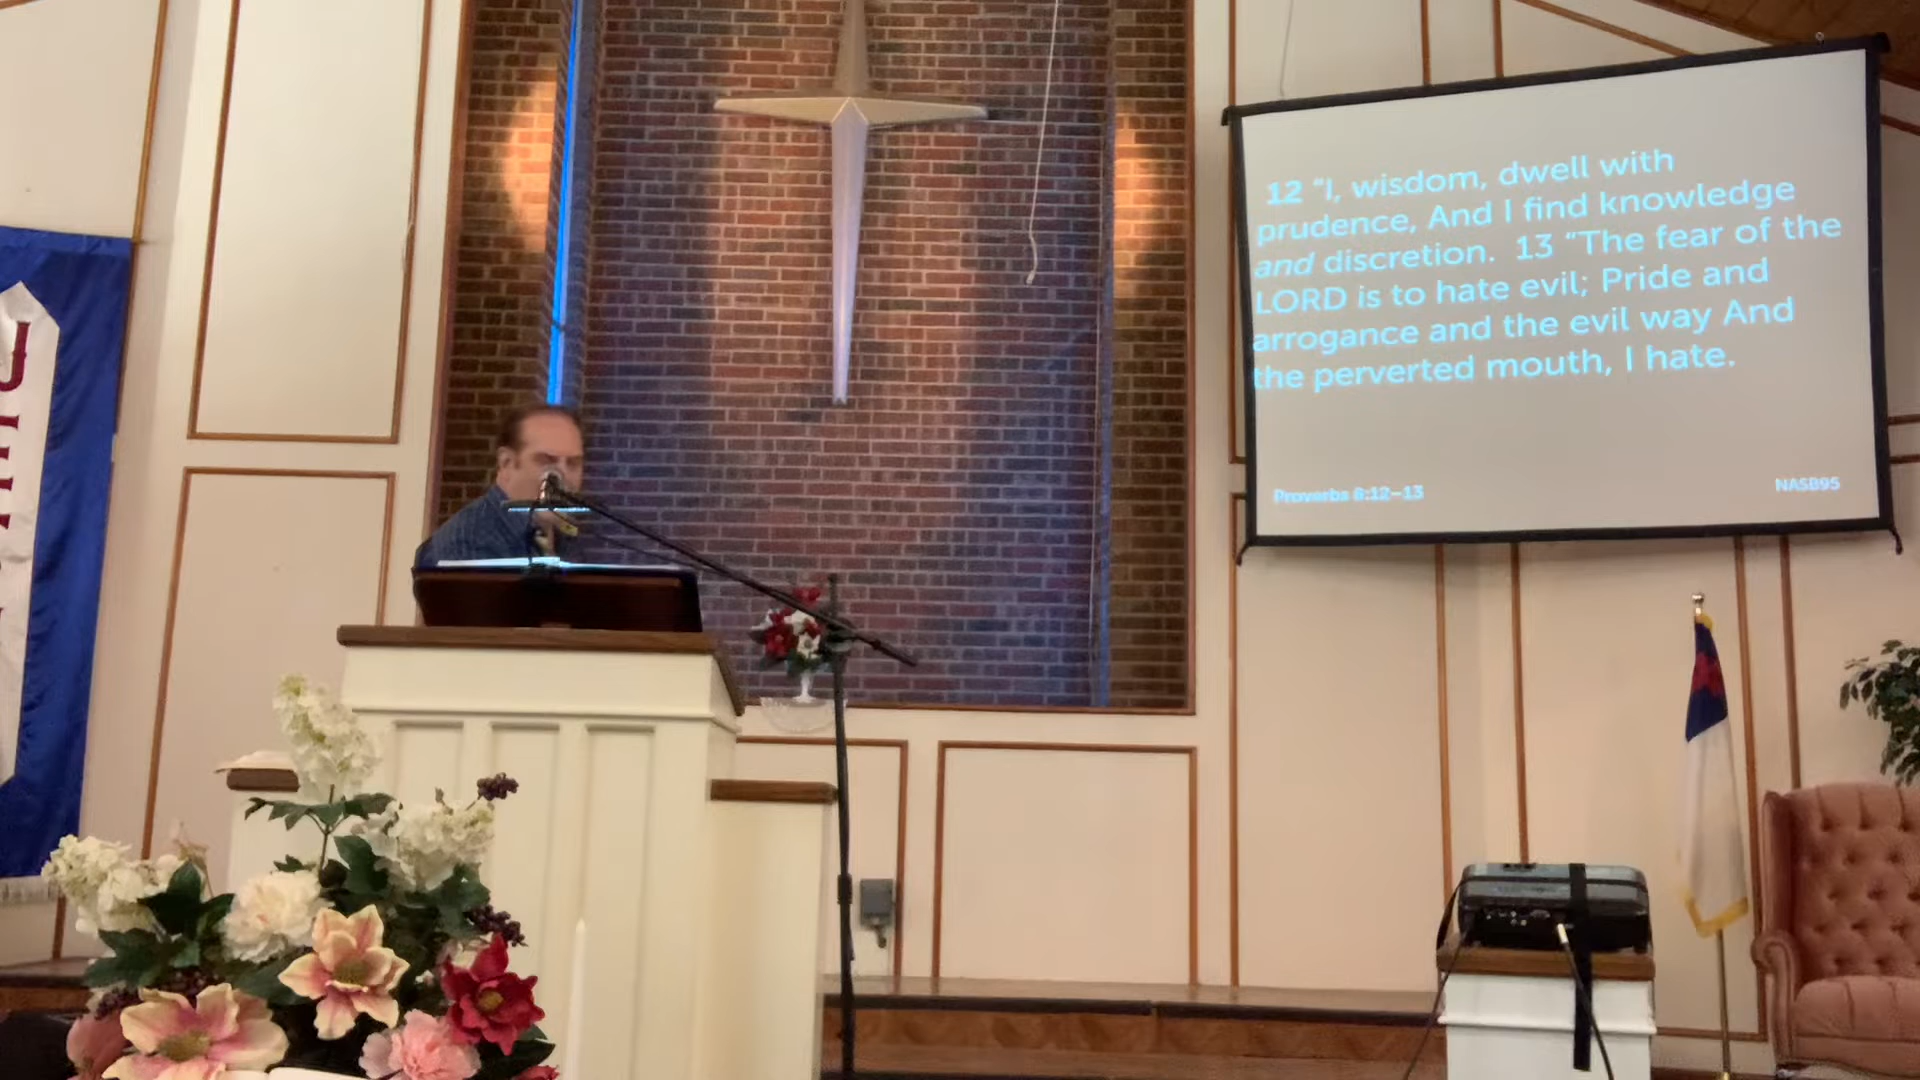 12 “I, wisdom, dwell with
prudence, And I find knowledge
and discretion.  13 “The fear of the
LORD is to hate evil; Pride and
arrogance and the evil way And
the perverted mouth, I hate.
Proverbs 8:12–13
NASB95